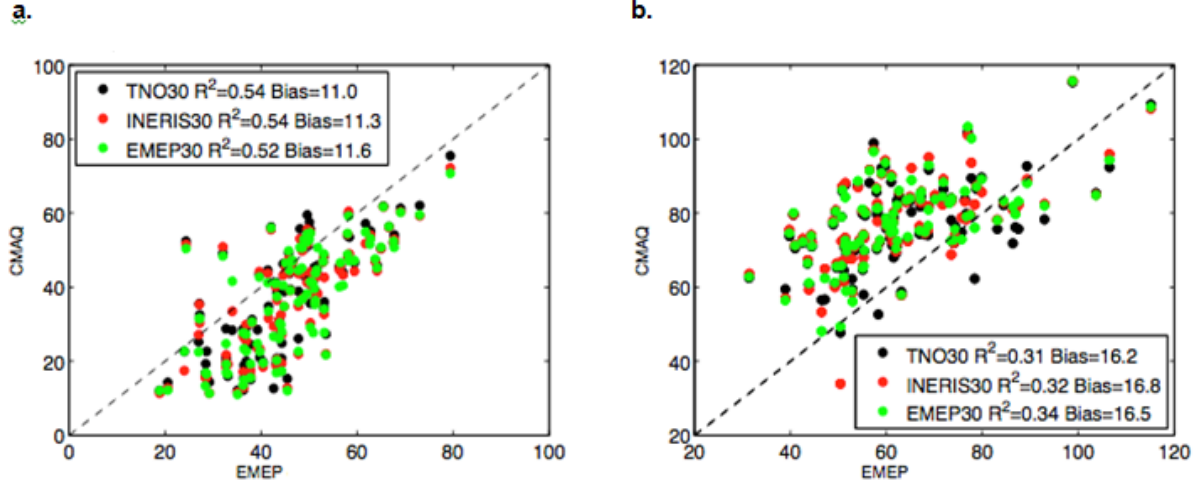 a.
b.
100
80
60
40
20
0
0
20
40
60
80
100
CMAQ
EMEP
TNO30 R²=0.54 Bias=11.0
INERIS30 R²=0.54 Bias=11.3
EMEP30 R²=0.52 Bias=11.6
120
100
80
60
40
20
20
40
60
80
100
120
CMAQ
EMEP
TNO30 R²=0.31 Bias=16.2
INERIS30 R²=0.32 Bias=16.8
EMEP30 R²=0.34 Bias=16.5